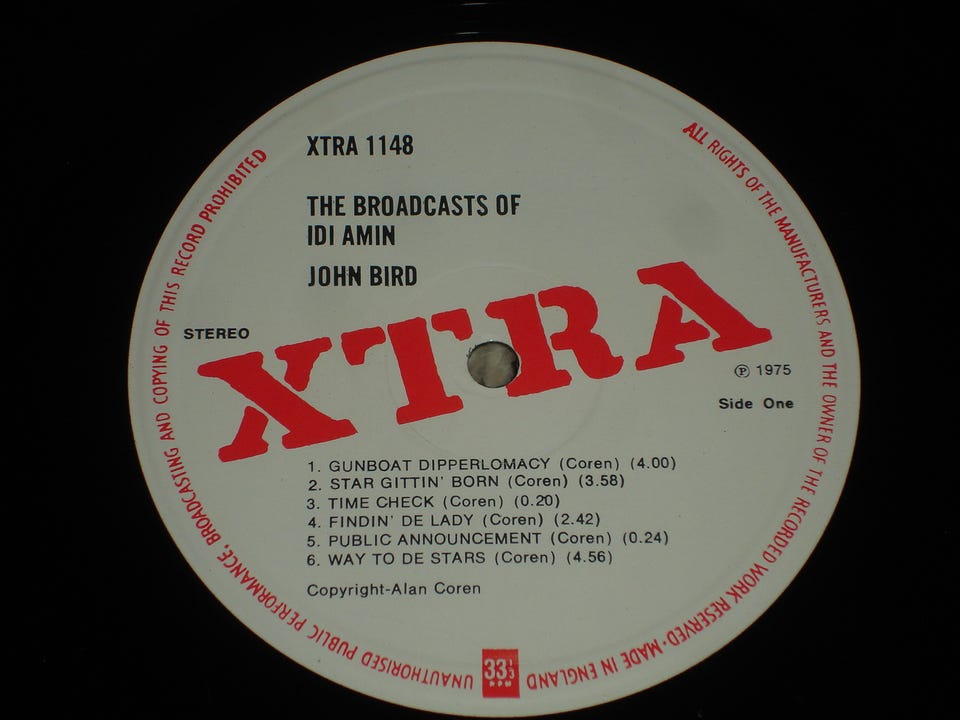 XTRA 1148
THE BROADCASTS OF
IDI AMIN
JOHN BIRD
STEREO
XTRA
℗ 1975
Side One
1. GUNBOAT DIPPERLOMACY (Coren) (4.00)
2. STAR GITTIN' BORN (Coren) (3.58)
3. TIME CHECK (Coren) (0.20)
4. FINDIN' DE LADY (Coren) (2.42)
5. PUBLIC ANNOUNCEMENT (Coren) (0.24)
6. WAY TO DE STARS (Coren) (4.56)
Copyright-Alan Coren
33 1/3
RPM
ALL RIGHTS OF THE MANUFACTURERS AND THE OWNER OF THE RECORDED WORK RESERVED·MADE IN ENGLAND
UNAUTHORISED PUBLIC PERFORMANCE, BROADCASTING AND COPYING OF THIS RECORD PROHIBITED